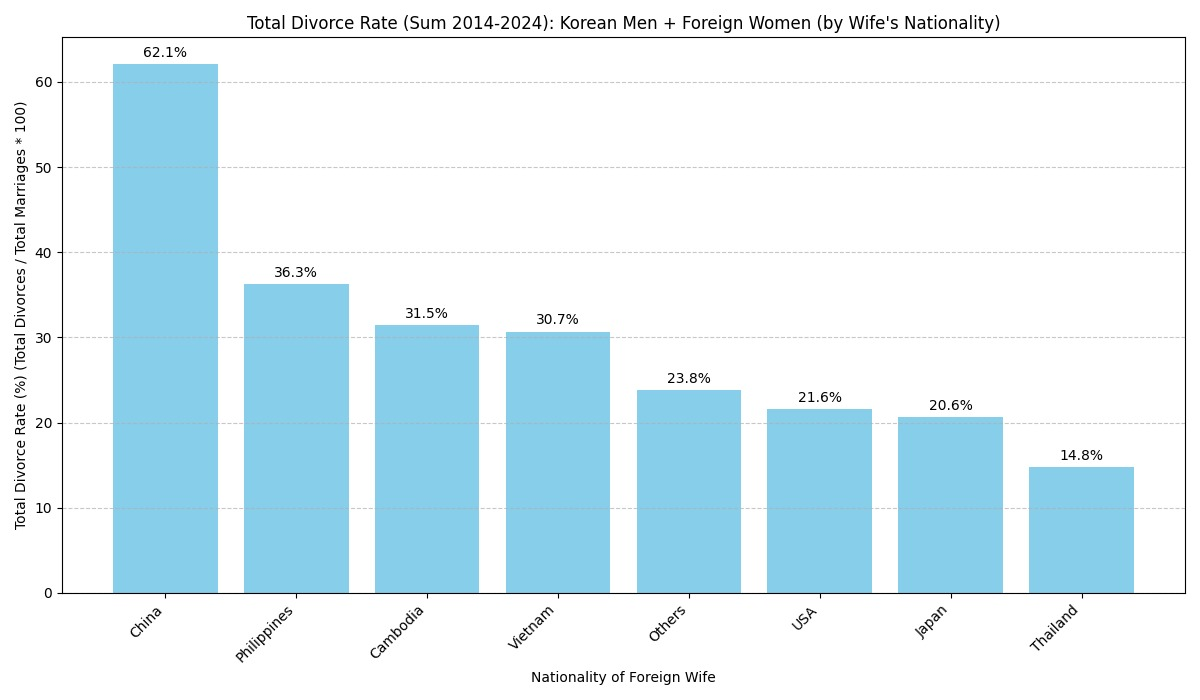 Total Divorce Rate (Sum 2014-2024): Korean Men + Foreign Women (by Wife's Nationality)
Total Divorce Rate (%) (Total Divorces / Total Marriages * 100)
60
50
40
30
20
10
0
62.1%
36.3%
31.5%
30.7%
23.8%
21.6%
20.6%
14.8%
China
Philippines
Cambodia
Vietnam
Others
USA
Japan
Thailand
Nationality of Foreign Wife